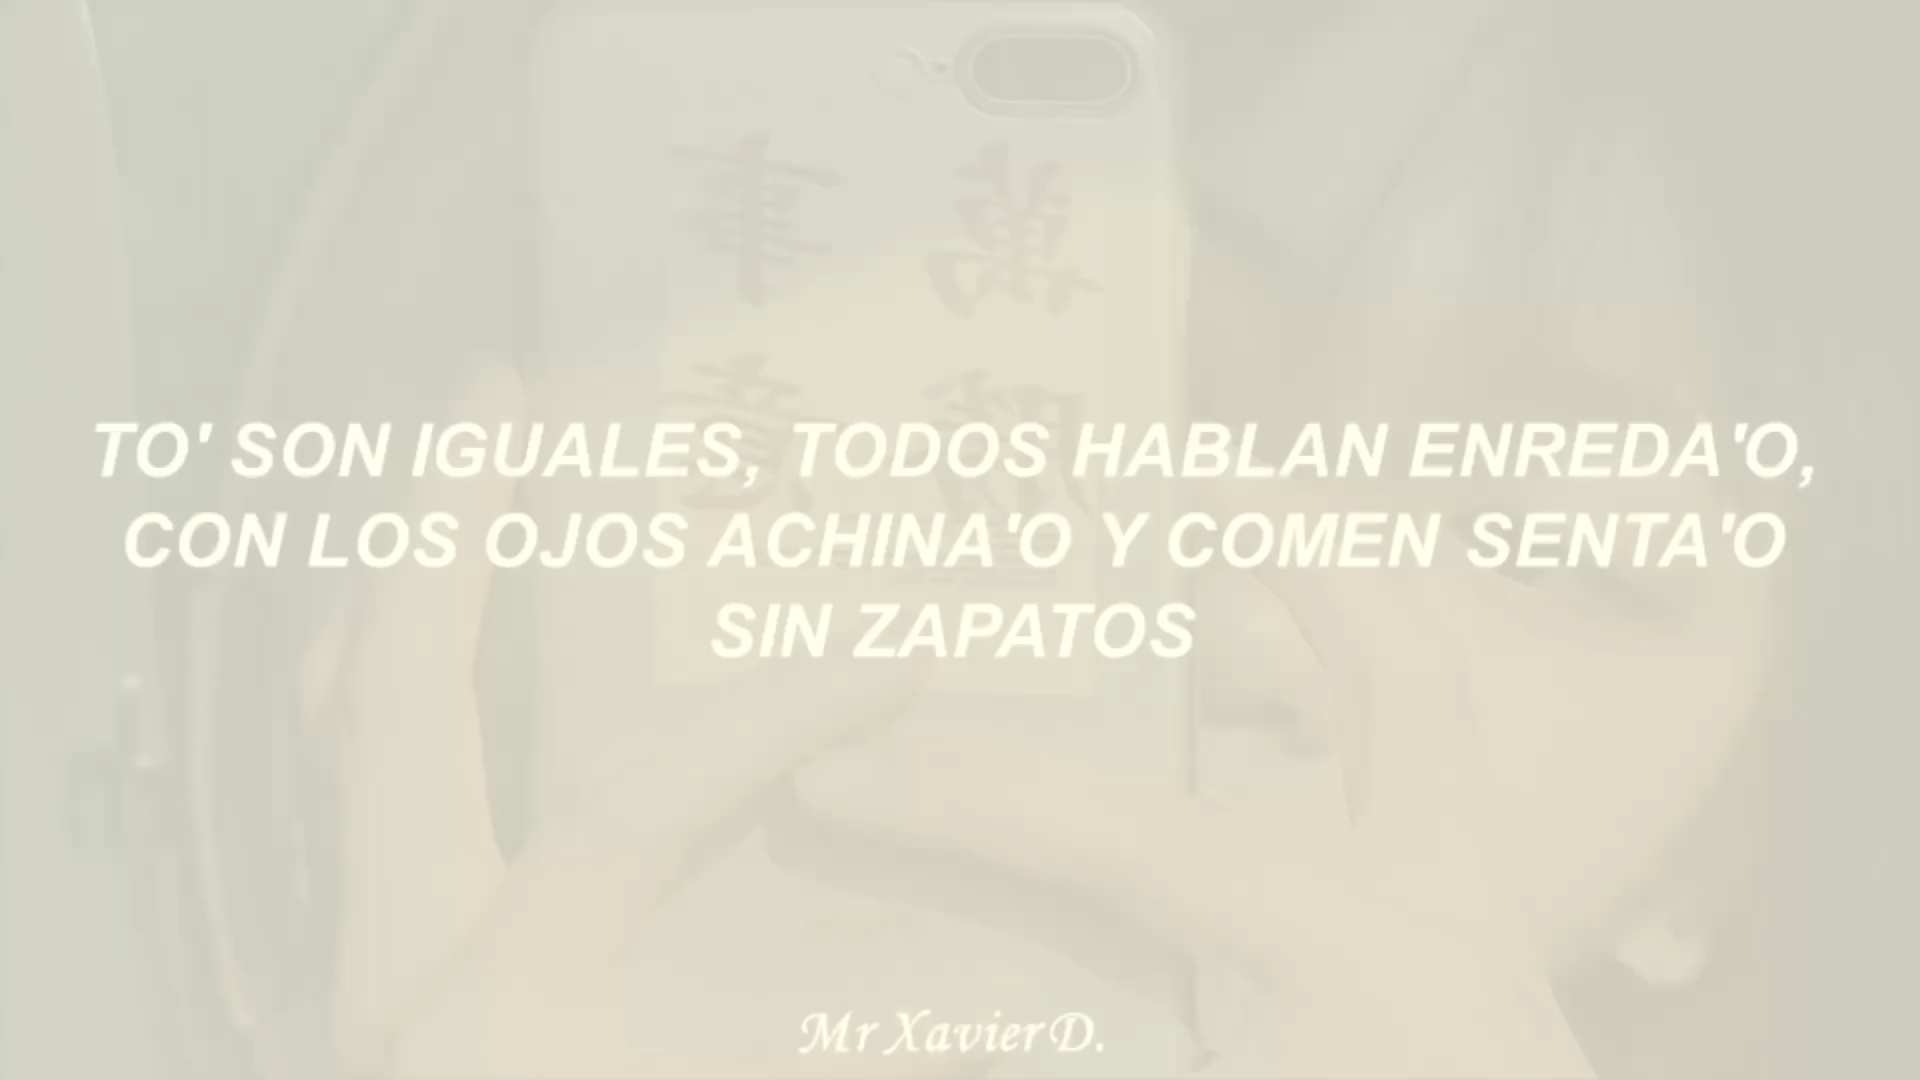 TO' SON IGUALES, TODOS HABLAN ENREDA'O,
CON LOS OJOS ACHINA'O Y COMEN SENTA'O
SIN ZAPATOS
Mr Xavier D.